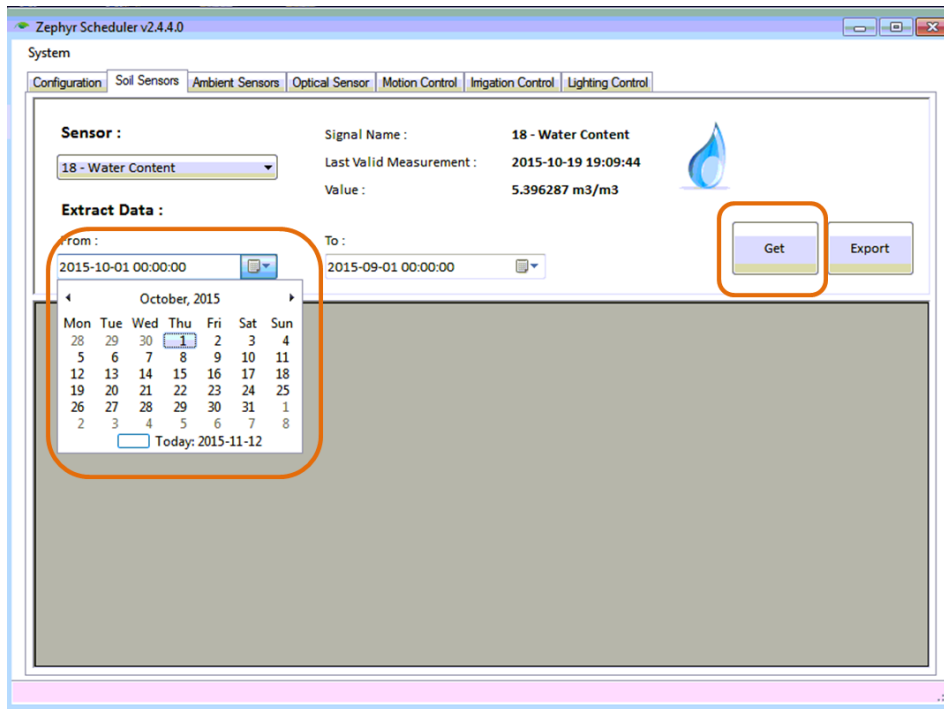 Zephyr Scheduler v2.4.4.0
System
Configuration Soil Sensors Ambient Sensors Optical Sensor Motion Control Irrigation Control Lighting Control
Sensor : Signal Name : 18 - Water Content
18 - Water Content Last Valid Measurement : 2015-10-19 19:09:44
Value : 5.396287 m3/m3
Extract Data :
From : To : Get Export
2015-10-01 00:00:00 2015-09-01 00:00:00
October, 2015
Mon Tue Wed Thu Fri Sat Sun
28 29 30 1 2 3 4
5 6 7 8 9 10 11
12 13 14 15 16 17 18
19 20 21 22 23 24 25
26 27 28 29 30 31 1
2 3 4 5 6 7 8
Today: 2015-11-12